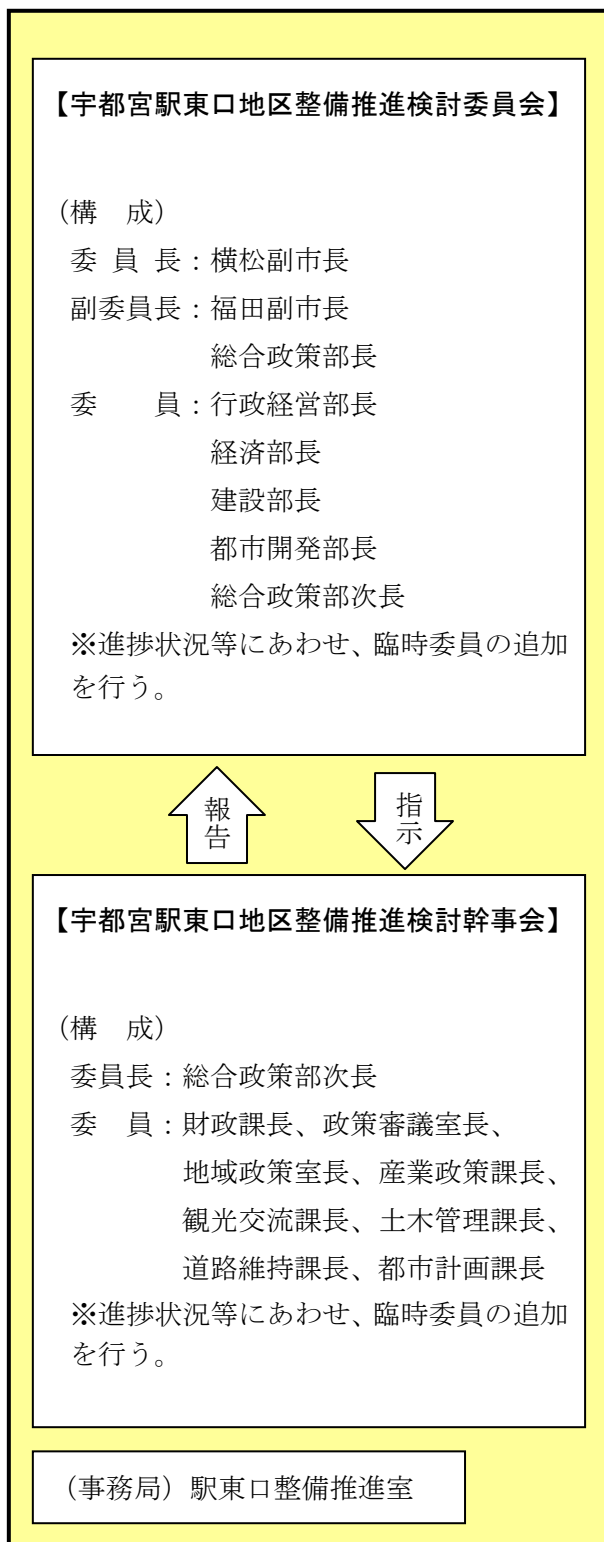 【宇都宮駅東口地区整備推進検討委員会】
（構　成）
委 員 長：横松副市長
副委員長：福田副市長
総合政策部長
委　　員：行政経営部長
経済部長
建設部長
都市開発部長
総合政策部次長
※進捗状況等にあわせ、臨時委員の追加
を行う。
報告
指示
【宇都宮駅東口地区整備推進検討幹事会】
（構　成）
委員長：総合政策部次長
委　員：財政課長、政策審議室長、
地域政策室長、産業政策課長、
観光交流課長、土木管理課長、
道路維持課長、都市計画課長
※進捗状況等にあわせ、臨時委員の追加
を行う。
（事務局）駅東口整備推進室